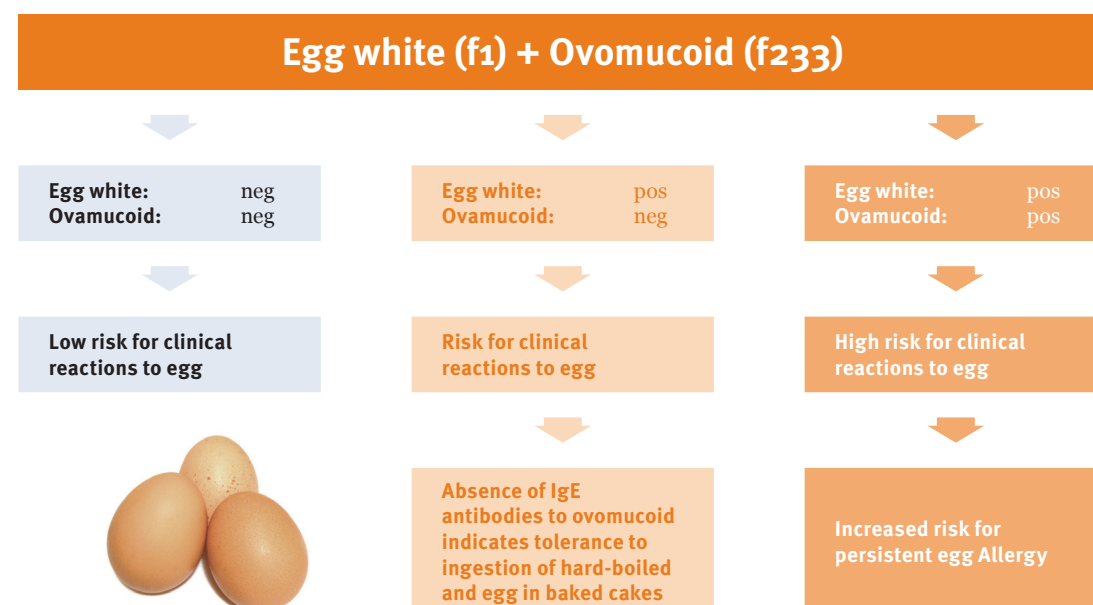 Egg white (f1) + Ovomucoid (f233)
Egg white: neg
Ovamucoid: neg
Egg white: pos
Ovamucoid: neg
Egg white: pos
Ovamucoid: pos
Low risk for clinical
reactions to egg
Risk for clinical
reactions to egg
High risk for clinical
reactions to egg
Absence of IgE
antibodies to ovomucoid
indicates tolerance to
ingestion of hard-boiled
and egg in baked cakes
Increased risk for
persistent egg Allergy